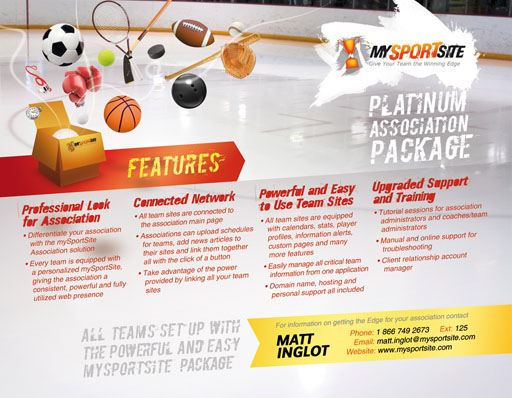 MYSPORTSITE
Give Your Team the Winning Edge
PLATINUM
ASSOCIATION
PACKAGE
MYSPORTSITE
FEATURES
Professional Look
for Association
• Differentiate your association
with the mySportSite
Association solution
• Every team is equipped with
a personalized mySportSite,
giving the association a
consistent, powerful and fully
utilized web presence
Connected Network
• All team sites are connected to
the association main page
• Associations can upload schedules
for teams, add news articles to
their sites and link them together
all with the click of a button
• Take advantage of the power
provided by linking all your team
sites
Powerful and Easy
to Use Team Sites
• All team sites are equipped
with calendars, stats, player
profiles, information alerts,
custom pages and many
more features
• Easily manage all critical team
information from one application
• Domain name, hosting and
personal support all included
Upgraded Support
and Training
• Tutorial sessions for association
administrators and coaches/team
administrators
• Manual and online support for
troubleshooting
• Client relationship account
manager
ALL TEAMS SET UP WITH
THE POWERFUL AND EASY
MYSPORTSITE PACKAGE
For information on getting the Edge for your association contact
MATT
INGLOT
Phone: 1 866 749 2673 Ext: 125
Email: matt.inglot@mysportsite.com
Website: www.mysportsite.com